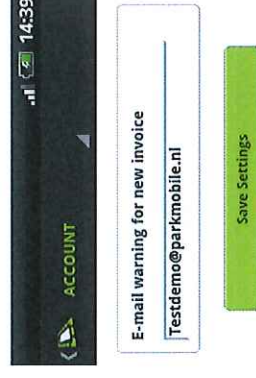 14:39
ACCOUNT
E-mail warning for new invoice
Testdemo@parkmobile.nl
Save Settings